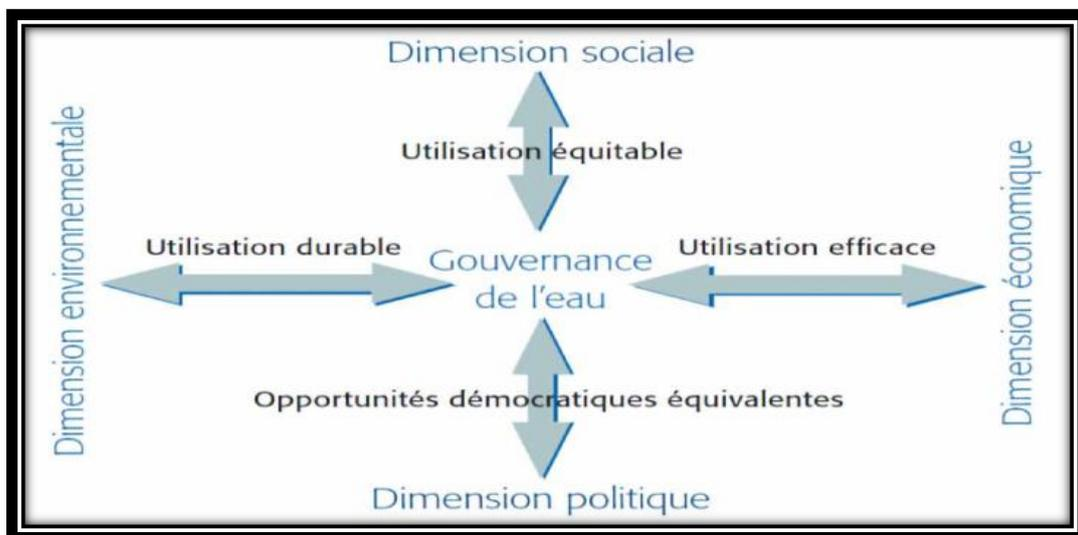 Dimension sociale
Utilisation équitable
Dimension environnementale
Utilisation durable
Gouvernance
de l'eau
Utilisation efficace
Dimension économique
Opportunités démocratiques équivalentes
Dimension politique